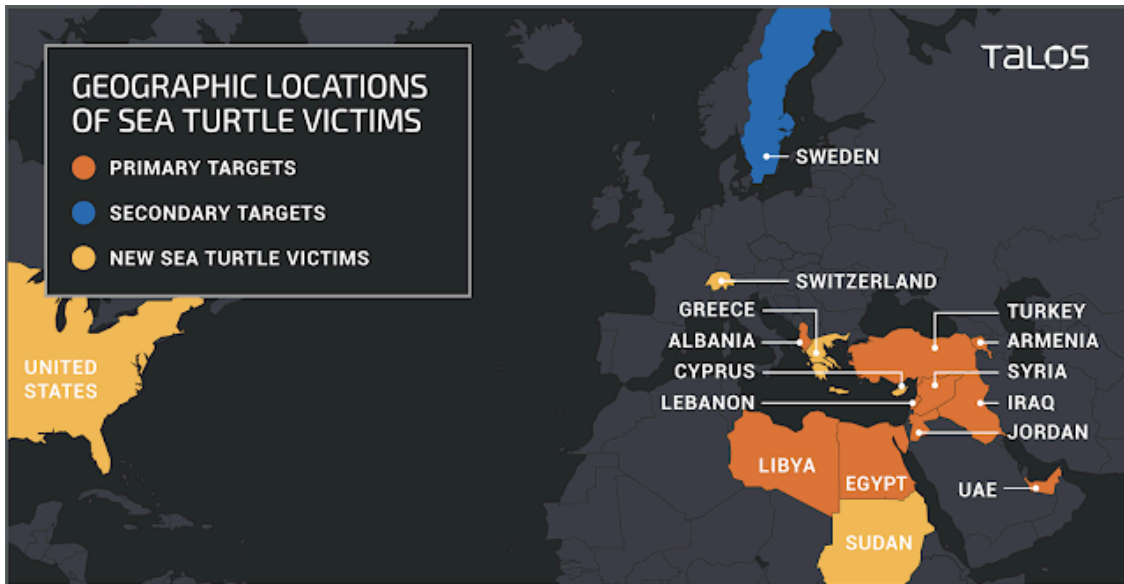 GEOGRAPHIC LOCATIONS
OF SEA TURTLE VICTIMS
PRIMARY TARGETS
SECONDARY TARGETS
NEW SEA TURTLE VICTIMS
TALOS
SWEDEN
SWITZERLAND
GREECE
TURKEY
ALBANIA
ARMENIA
UNITED
STATES
CYPRUS
SYRIA
LEBANON
IRAQ
JORDAN
LIBYA
EGYPT
UAE
SUDAN